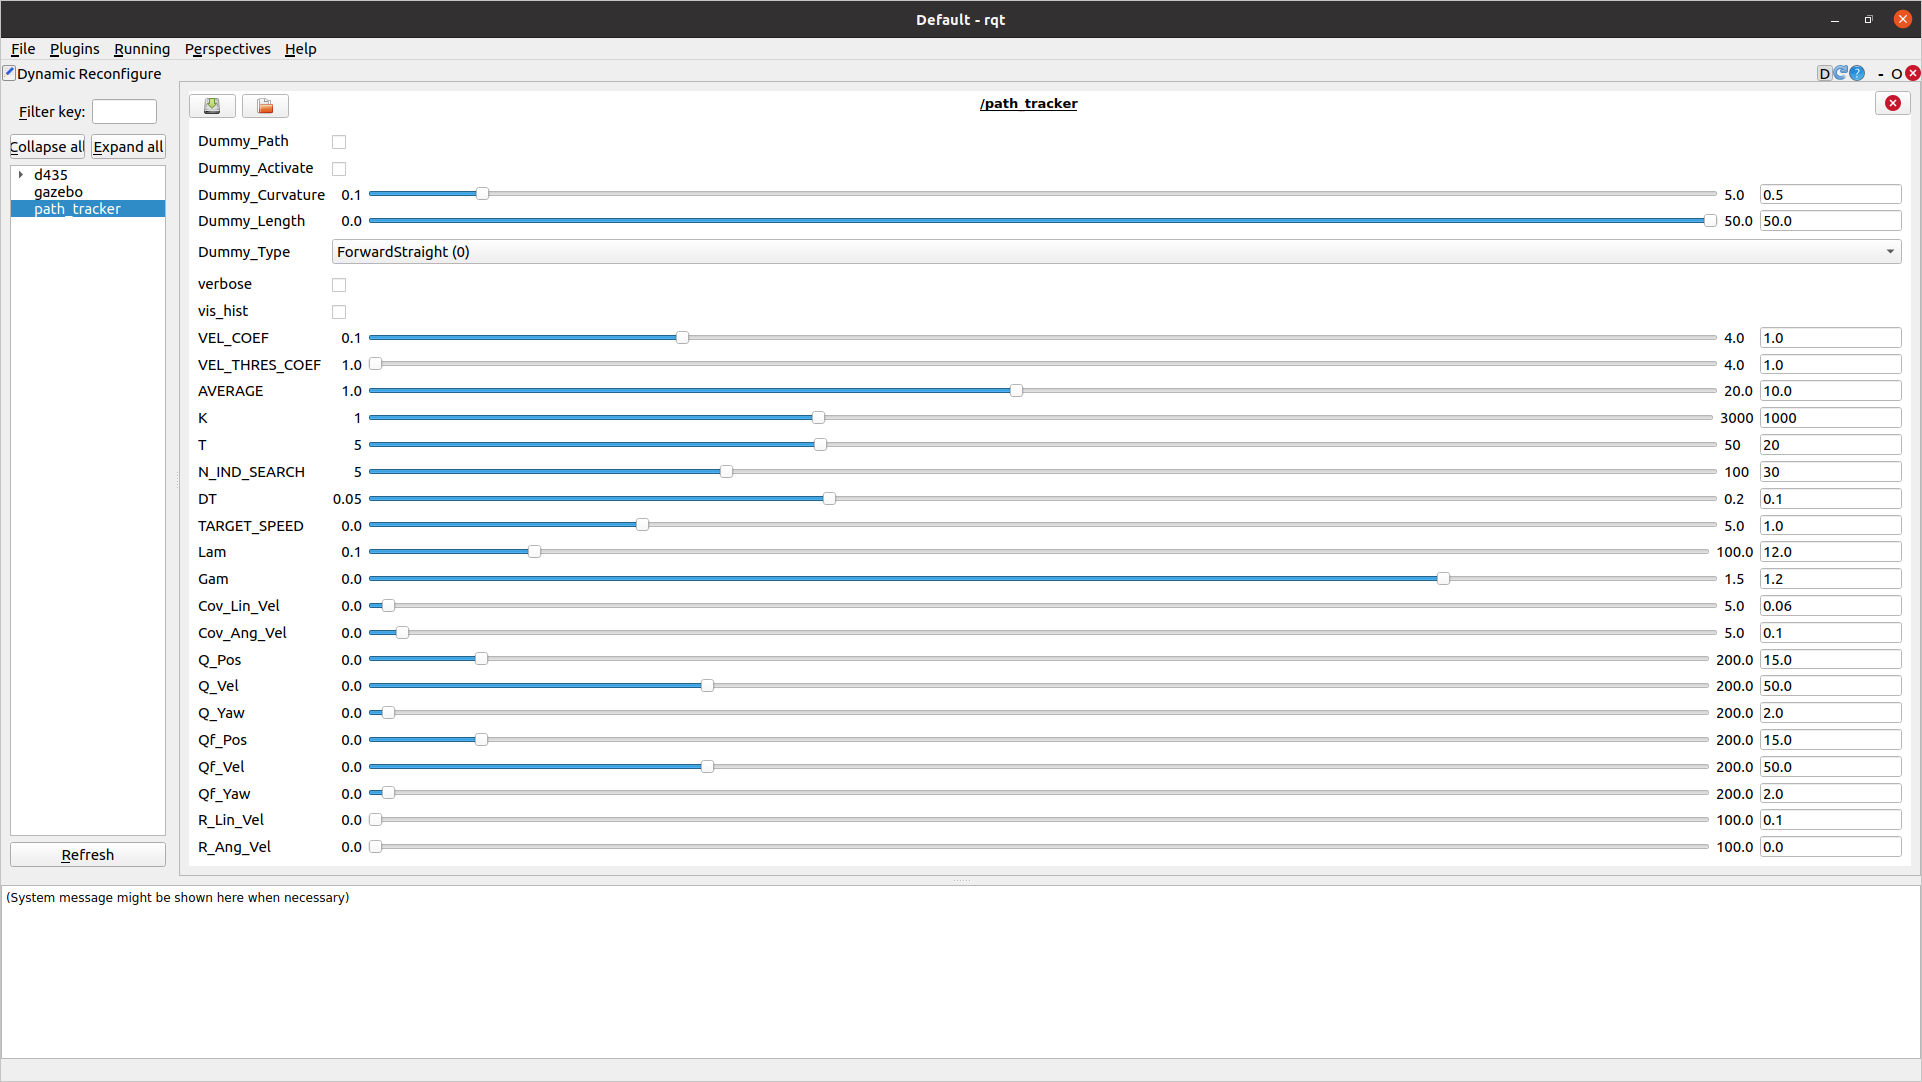 Default - rqt
File Plugins Running Perspectives Help
Dynamic Reconfigure D ? - O
Filter key:
Collapse all Expand all
d435
gazebo
path_tracker
Refresh
/path_tracker
Dummy_Path
Dummy_Activate
Dummy_Curvature 0.1 5.0 0.5
Dummy_Length 0.0 50.0 50.0
Dummy_Type ForwardStraight (0)
verbose
vis_hist
VEL_COEF 0.1 4.0 1.0
VEL_THRES_COEF 1.0 4.0 1.0
AVERAGE 1.0 20.0 10.0
K 1 3000 1000
T 5 50 20
N_IND_SEARCH 5 100 30
DT 0.05 0.2 0.1
TARGET_SPEED 0.0 5.0 1.0
Lam 0.1 100.0 12.0
Gam 0.0 1.5 1.2
Cov_Lin_Vel 0.0 5.0 0.06
Cov_Ang_Vel 0.0 5.0 0.1
Q_Pos 0.0 200.0 15.0
Q_Vel 0.0 200.0 50.0
Q_Yaw 0.0 200.0 2.0
Qf_Pos 0.0 200.0 15.0
Qf_Vel 0.0 200.0 50.0
Qf_Yaw 0.0 200.0 2.0
R_Lin_Vel 0.0 100.0 0.1
R_Ang_Vel 0.0 100.0 0.0
(System message might be shown here when necessary)